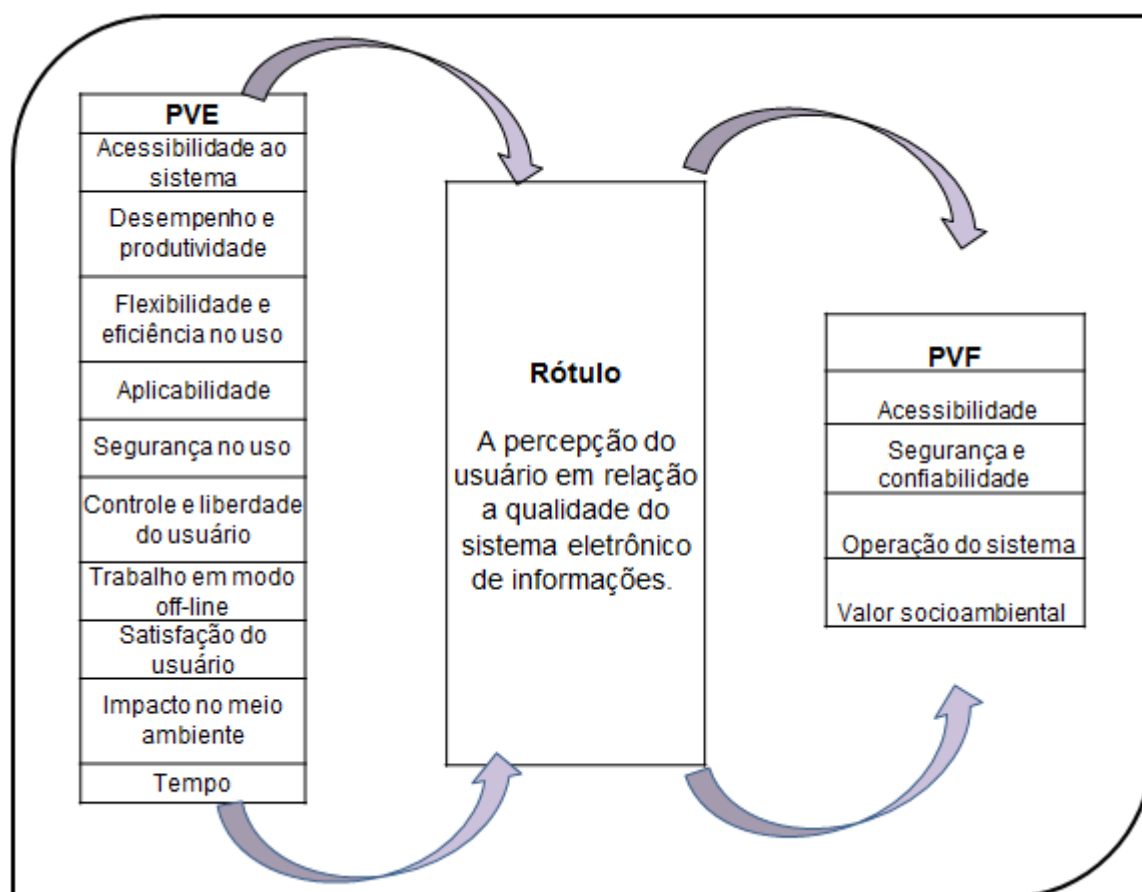 PVE
Acessibilidade ao
sistema
Desempenho e
produtividade
Flexibilidade e
eficiência no uso
Aplicabilidade
Segurança no uso
Controle e liberdade
do usuário
Trabalho em modo
off-line
Satisfação do
usuário
Impacto no meio
ambiente
Tempo
Rótulo
A percepção do
usuário em relação
a qualidade do
sistema eletrônico
de informações.
PVF
Acessibilidade
Segurança e
confiabilidade
Operação do sistema
Valor socioambiental